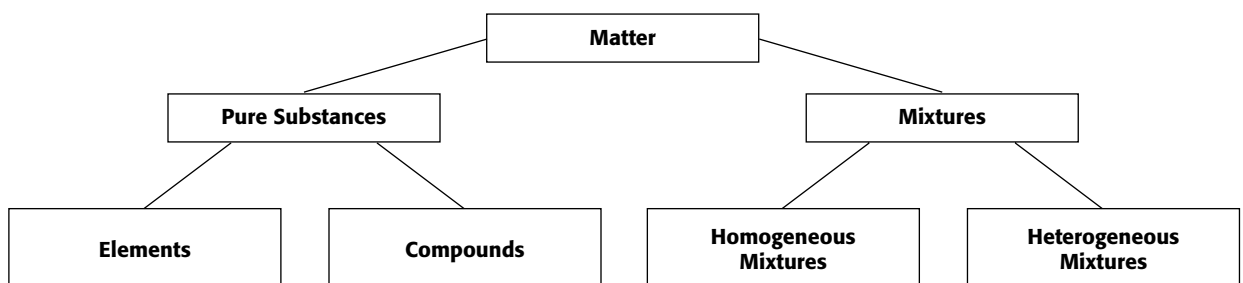 Matter
Pure Substances
Mixtures
Elements
Compounds
Homogeneous
Mixtures
Heterogeneous
Mixtures